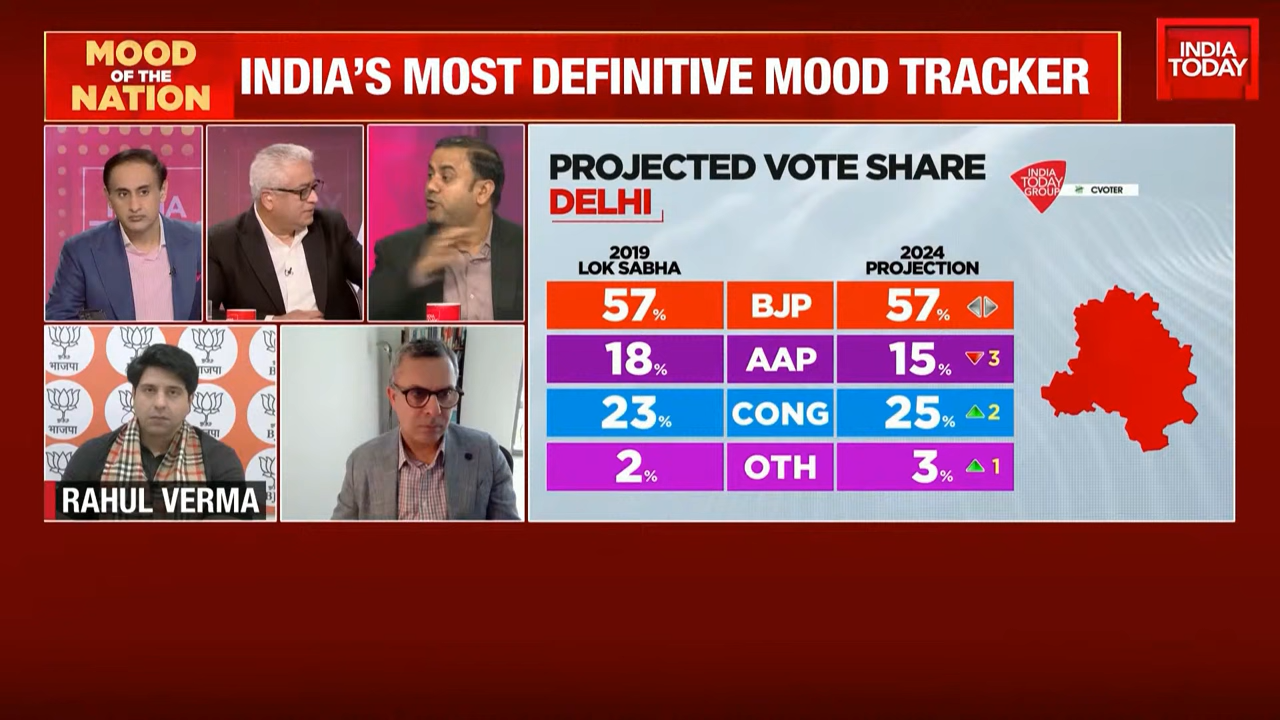 MOOD
OF THE
NATION
INDIA'S MOST DEFINITIVE MOOD TRACKER
INDIA
TODAY
PROJECTED VOTE SHARE
DELHI
INDIA
TODAY
GROUP
CVOTER
2019
LOK SABHA
2024
PROJECTION
57% BJP 57%
18% AAP 15% 3
23% CONG 25% 2
2% OTH 3% 1
भाजपा
भाजपा
भाजपा
RAHUL VERMA